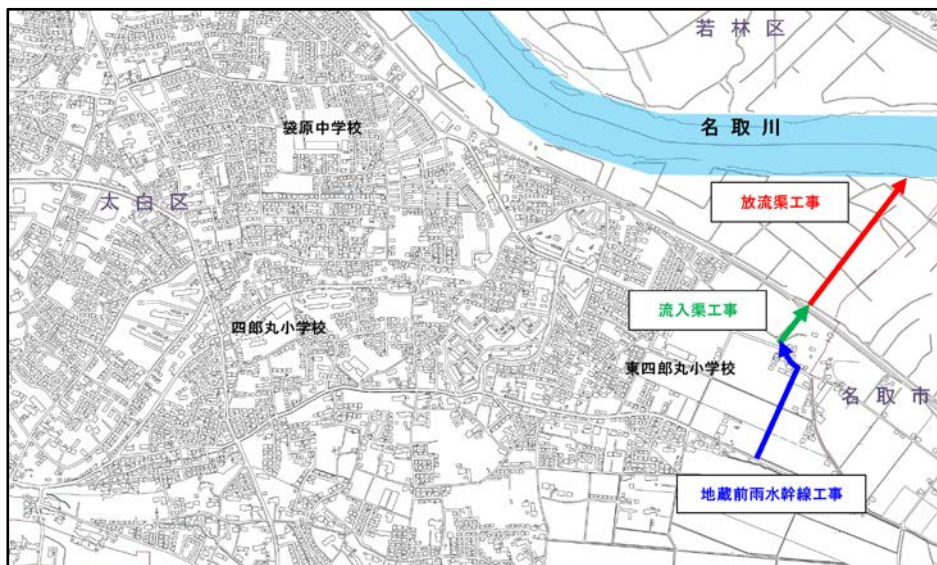 若林区
名取川
袋原中学校
太白区
放流渠工事
流入渠工事
四郎丸小学校
東四郎丸小学校
名取市
地蔵前雨水幹線工事